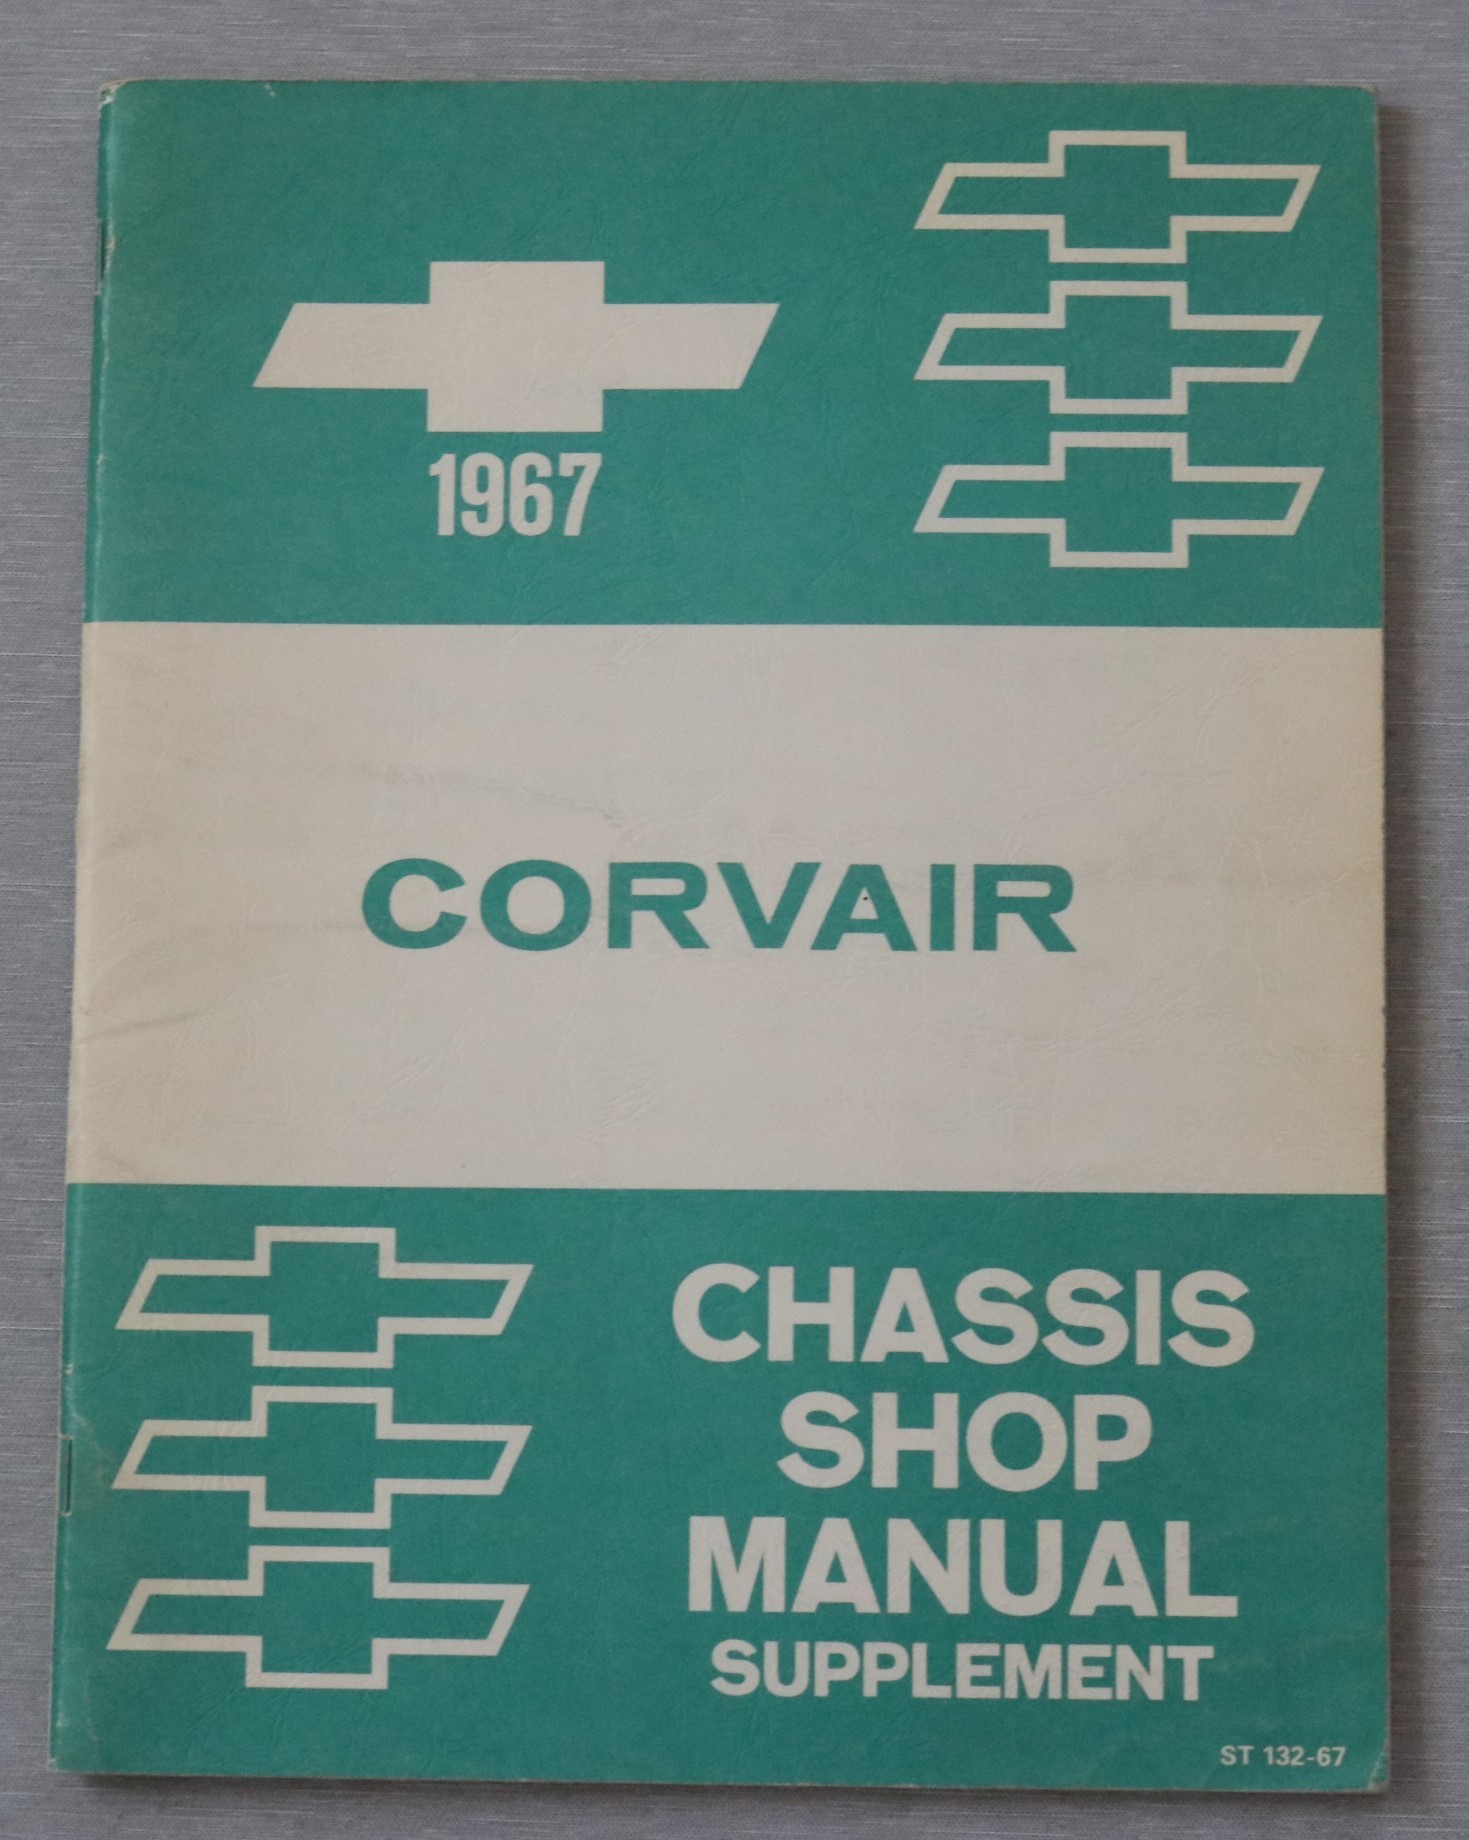 1967
CORVAIR
CHASSIS
SHOP
MANUAL
SUPPLEMENT
ST 132-67